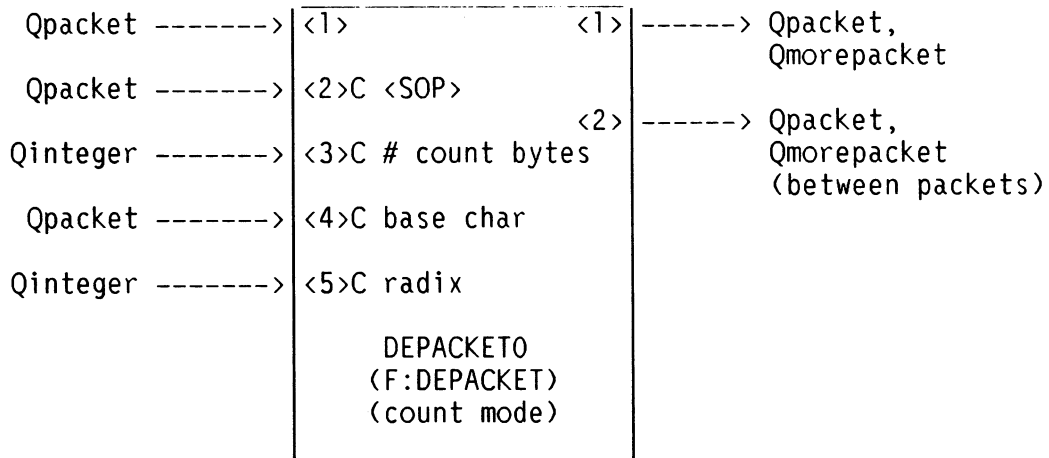 Qpacket -------> <1> <1> ------> Qpacket,
Qmorepacket
Qpacket -------> <2>C <SOP>
<2> ------> Qpacket,
Qinteger -------> <3>C # count bytes Qmorepacket
(between packets)
Qpacket -------> <4>C base char
Qinteger -------> <5>C radix
DEPACKET0
(F:DEPACKET)
(count mode)